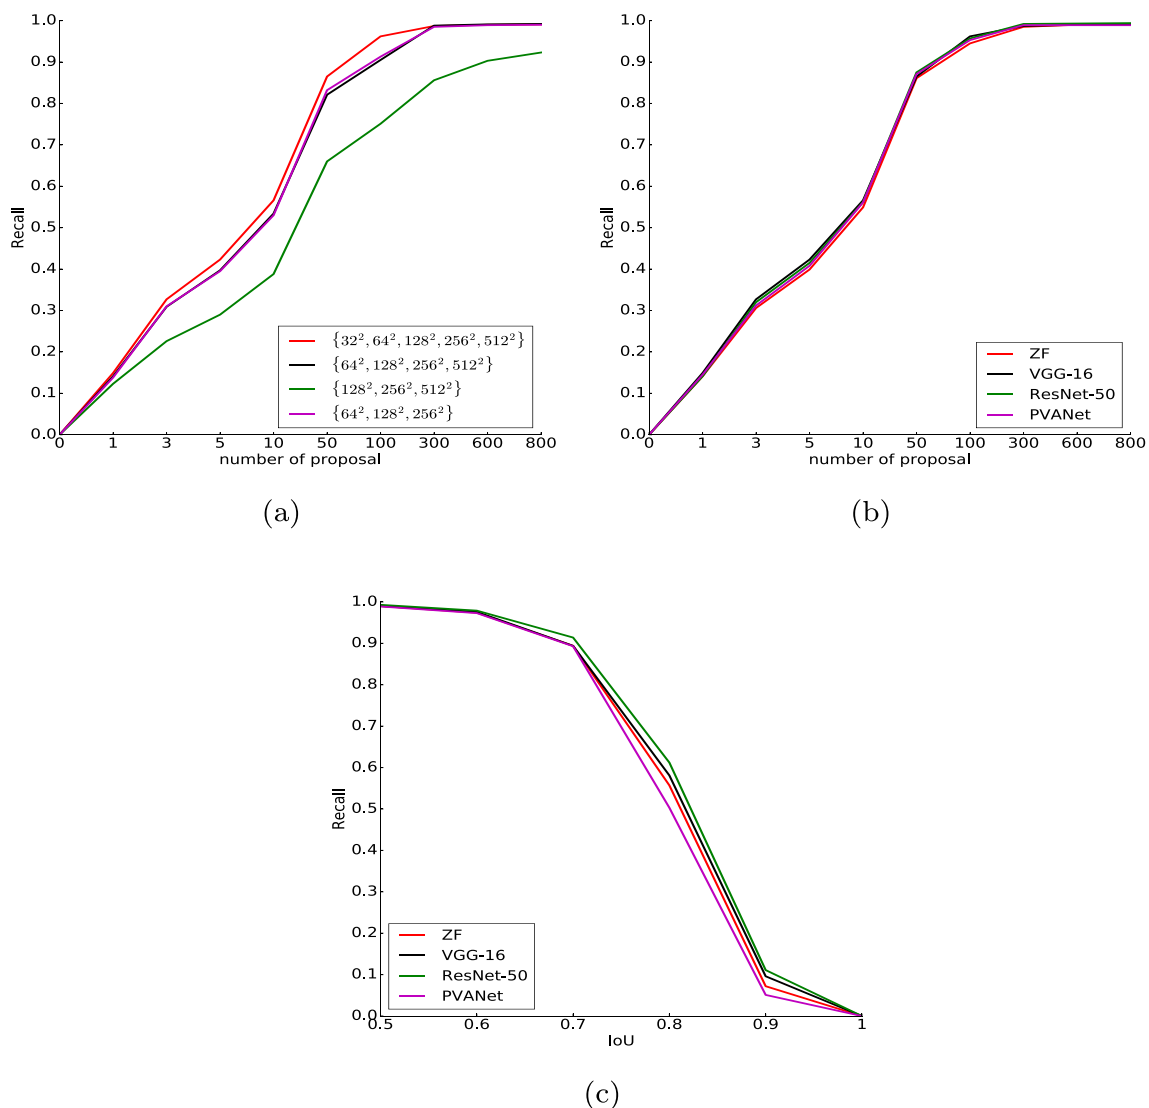 1.0
0.9
0.8
0.7
0.6
0.5
0.4
0.3
0.2
0.1
0.0
Recall
0 1 3 5 10 50 100 300 600 800
number of proposal
{32², 64², 128², 256², 512²}
{64², 128², 256², 512²}
{128², 256², 512²}
{64², 128², 256²}
(a)
1.0
0.9
0.8
0.7
0.6
0.5
0.4
0.3
0.2
0.1
0.0
Recall
0 1 3 5 10 50 100 300 600 800
number of proposal
ZF
VGG-16
ResNet-50
PVANet
(b)
1.0
0.9
0.8
0.7
0.6
0.5
0.4
0.3
0.2
0.1
0.0
Recall
0.5 0.6 0.7 0.8 0.9 1
IoU
ZF
VGG-16
ResNet-50
PVANet
(c)